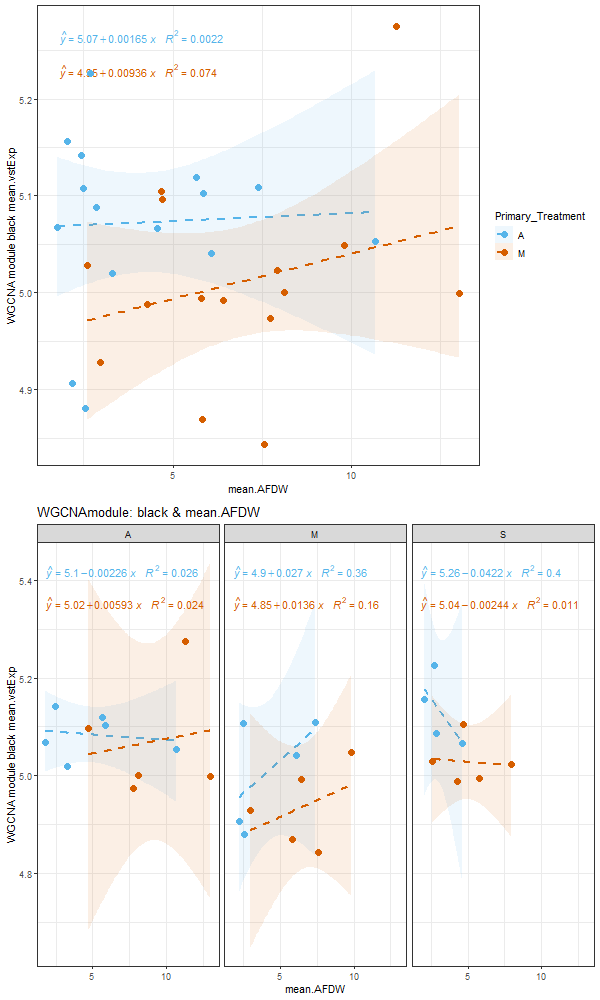 ŷ = 5.07 + 0.00165 x R² = 0.0022
ŷ = 4.95 + 0.00936 x R² = 0.074
5.2
5.1
5.0
4.9
WGCNA module black mean.vstExp
5 10
mean.AFDW
Primary_Treatment
A
M
WGCNAmodule: black & mean.AFDW
A M S
ŷ = 5.1 − 0.00226 x R² = 0.026
ŷ = 5.02 + 0.00593 x R² = 0.024
ŷ = 4.9 + 0.027 x R² = 0.36
ŷ = 4.85 + 0.0136 x R² = 0.16
ŷ = 5.26 − 0.0422 x R² = 0.4
ŷ = 5.04 − 0.00244 x R² = 0.011
5.4
5.2
5.0
4.8
WGCNA module black mean.vstExp
5 10 5 10 5 10
mean.AFDW